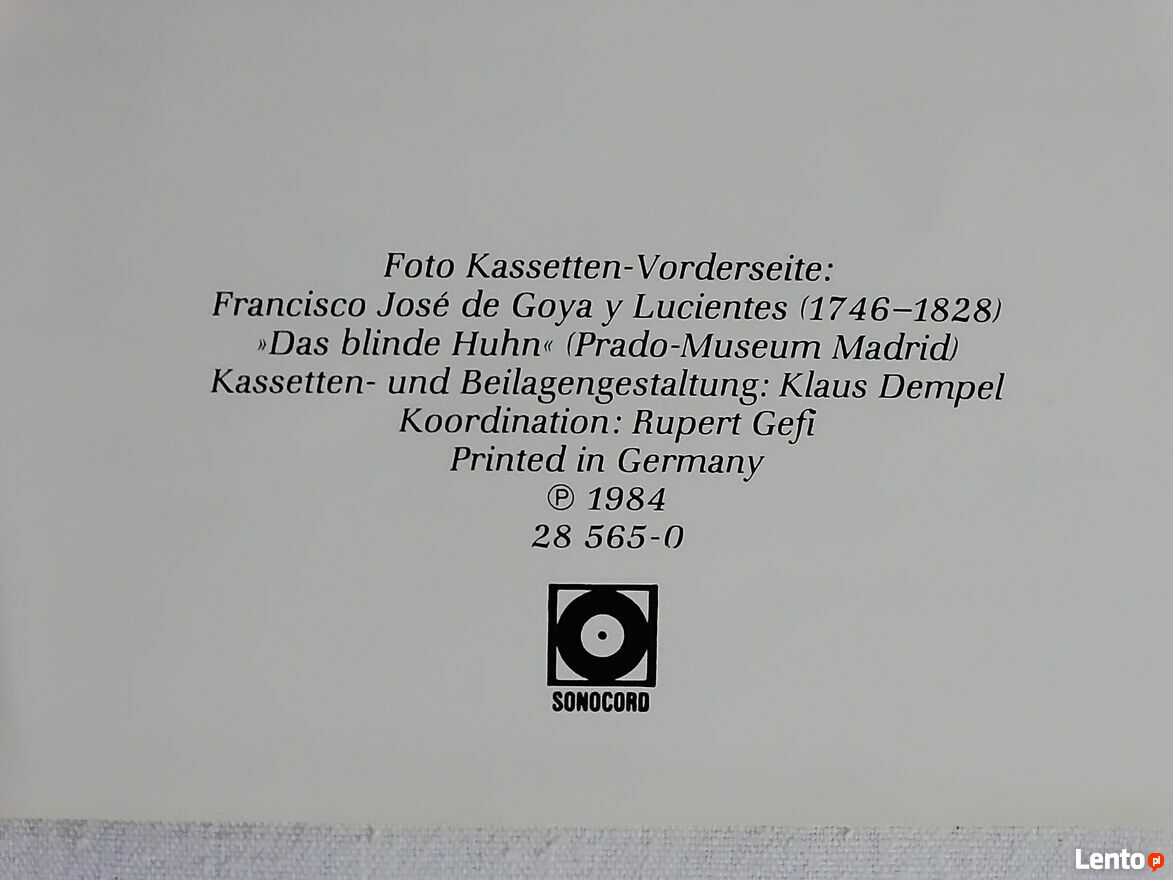 Foto Kassetten-Vorderseite:
Francisco José de Goya y Lucientes (1746–1828)
»Das blinde Huhn« (Prado-Museum Madrid)
Kassetten- und Beilagengestaltung: Klaus Dempel
Koordination: Rupert Gefi
Printed in Germany
℗ 1984
28 565-0
SONOCORD
Lento pl